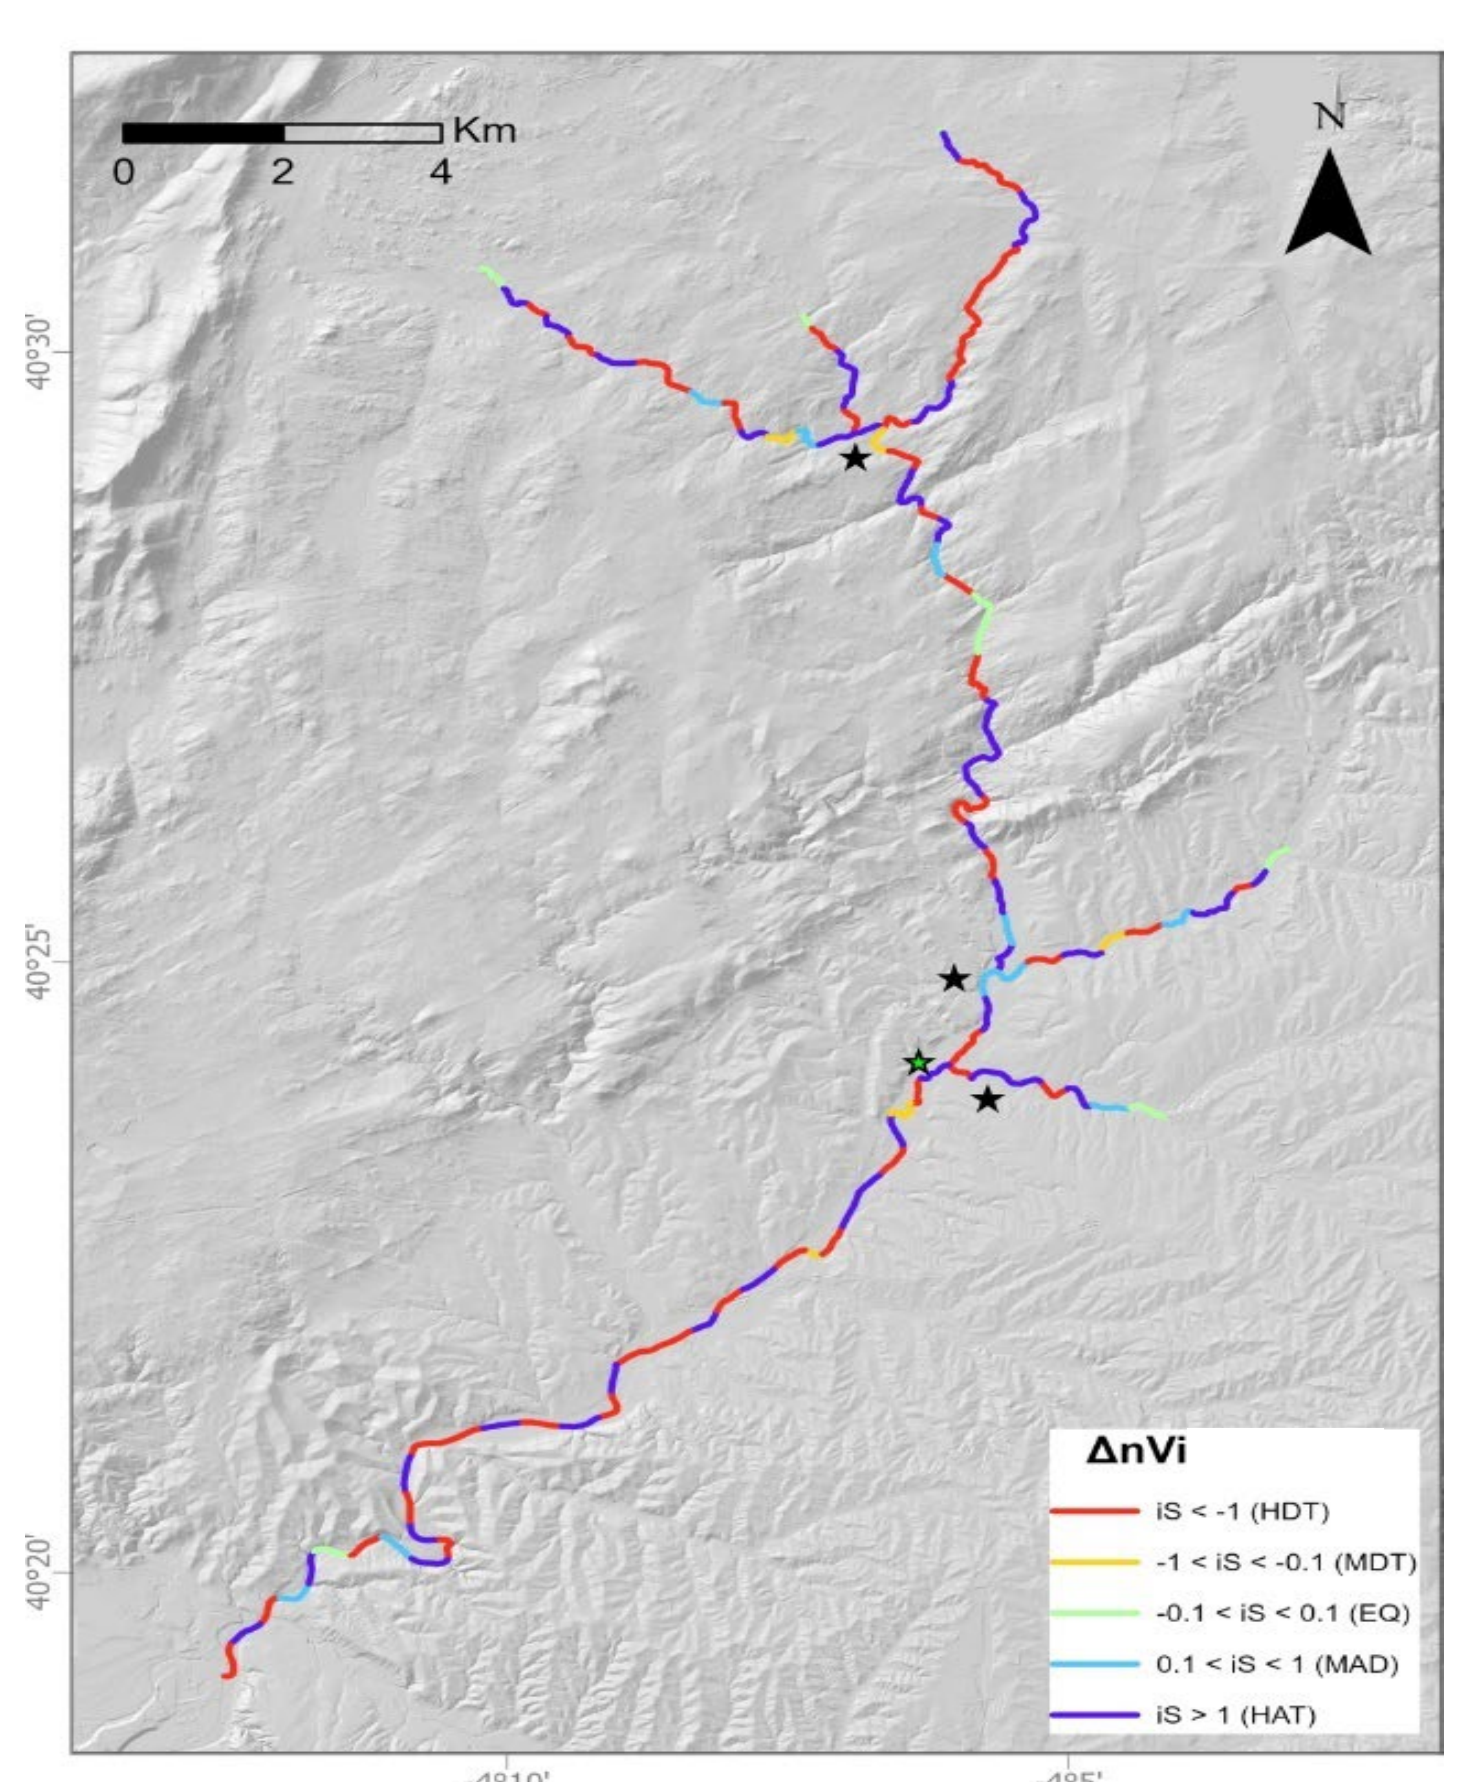 Km
0 2 4
N
40°30'
40°25'
40°20'
ΔnVi
iS < -1 (HDT)
-1 < iS < -0.1 (MDT)
-0.1 < iS < 0.1 (EQ)
0.1 < iS < 1 (MAD)
iS > 1 (HAT)